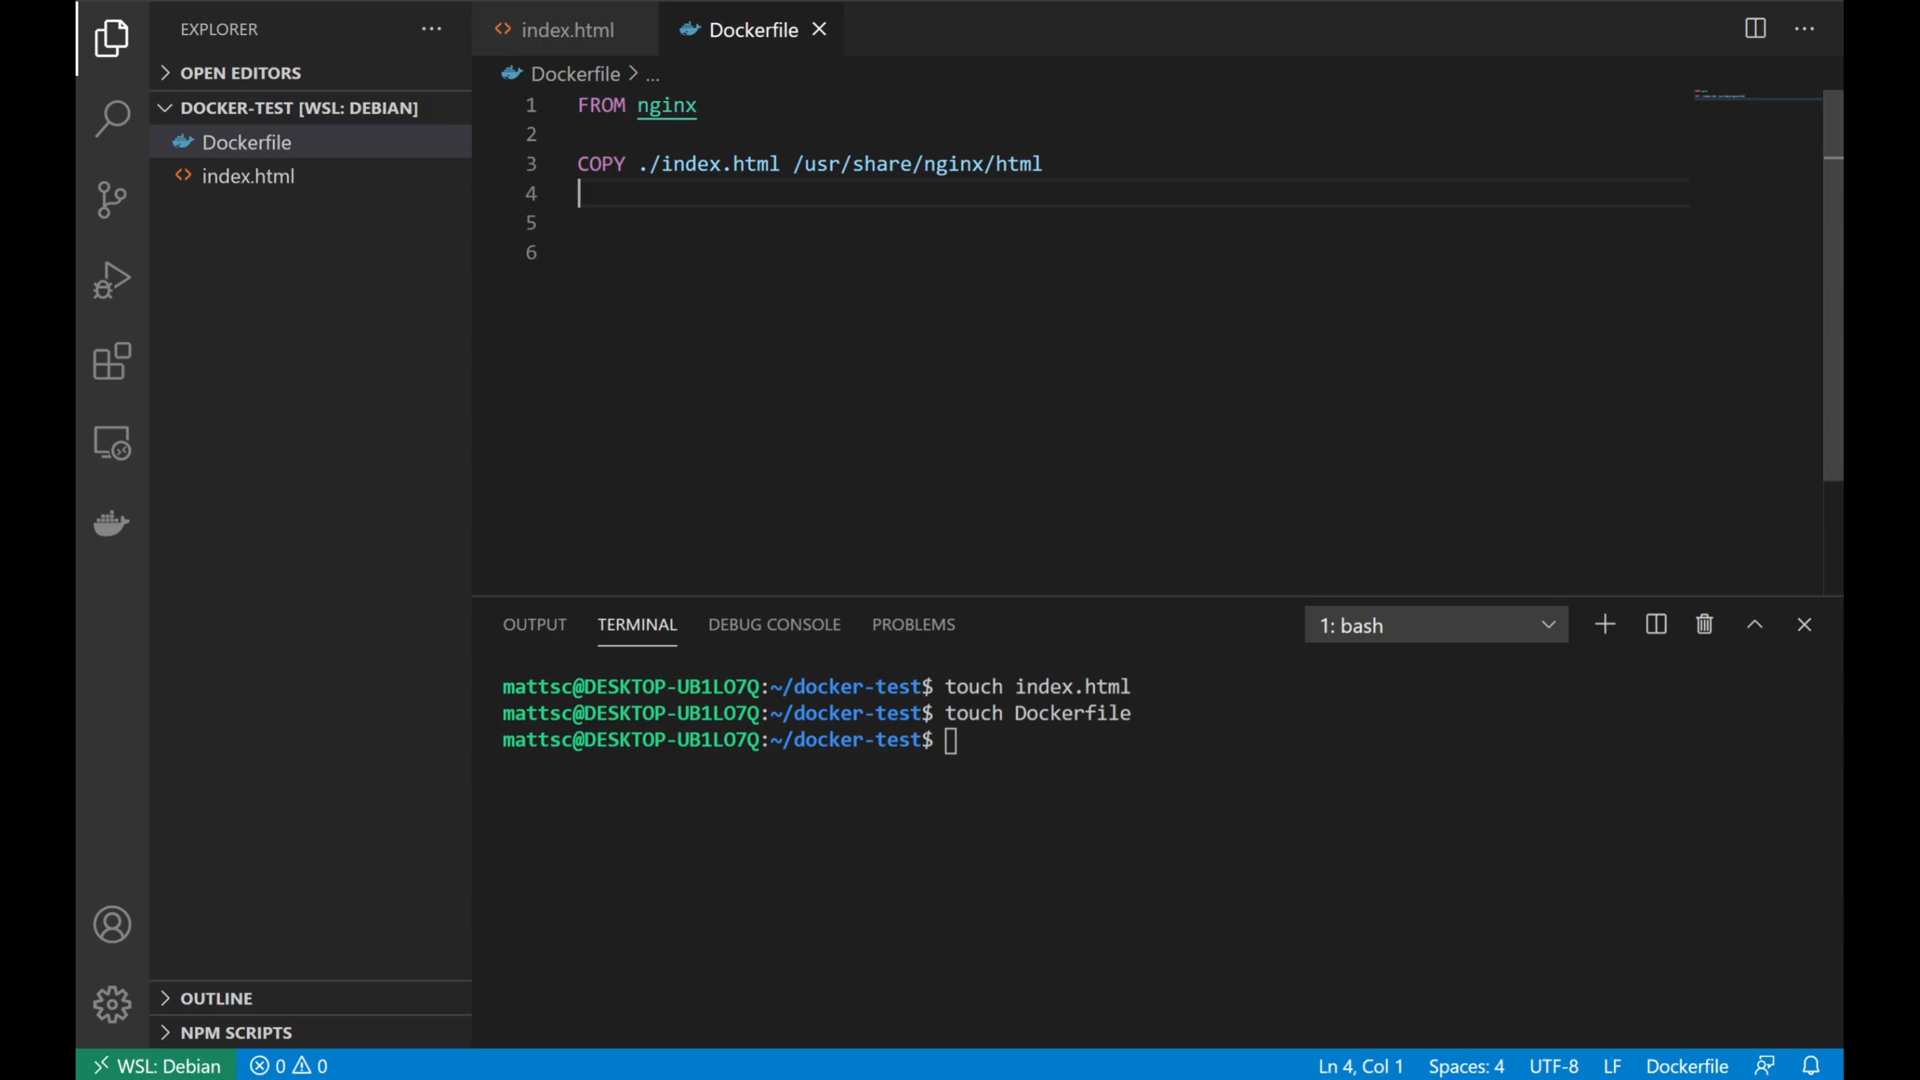 EXPLORER
OPEN EDITORS
DOCKER-TEST [WSL: DEBIAN]
Dockerfile
index.html
OUTLINE
NPM SCRIPTS
index.html
Dockerfile
Dockerfile > ...
1 FROM nginx
2
3 COPY ./index.html /usr/share/nginx/html
4
5
6
OUTPUT TERMINAL DEBUG CONSOLE PROBLEMS 1: bash
mattsc@DESKTOP-UB1LO7Q:~/docker-test$ touch index.html
mattsc@DESKTOP-UB1LO7Q:~/docker-test$ touch Dockerfile
mattsc@DESKTOP-UB1LO7Q:~/docker-test$
WSL: Debian 0 0 Ln 4, Col 1 Spaces: 4 UTF-8 LF Dockerfile